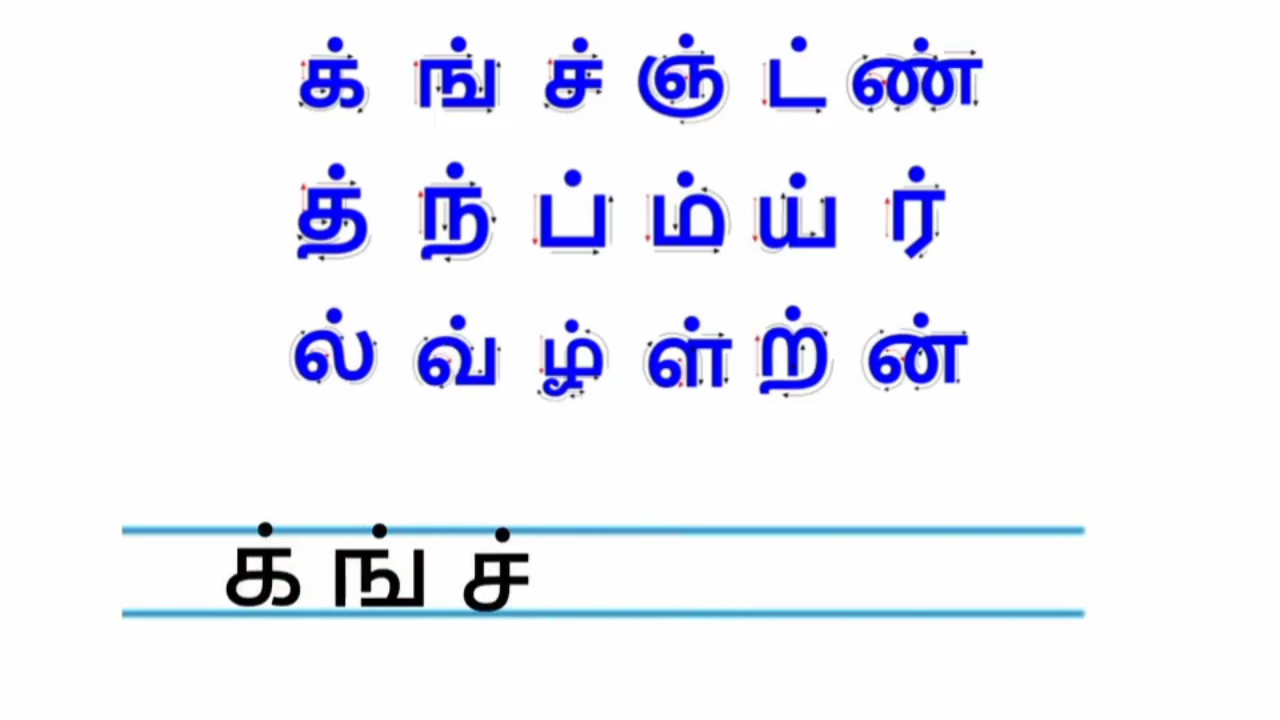 க் ங் ச் ஞ் ட் ண்
த் ந் ப் ம் ய் ர்
ல் வ் ழ் ள் ற் ன்
க் ங் ச்